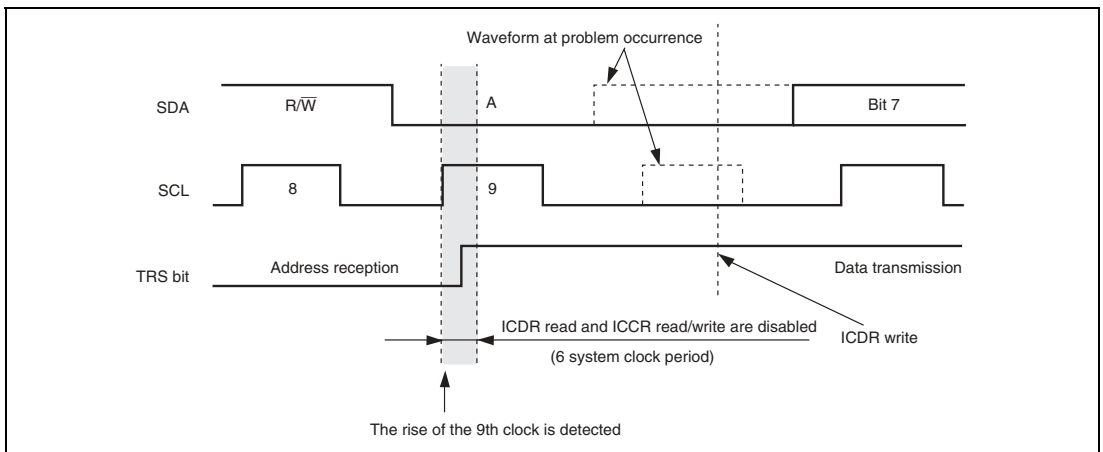 Waveform at problem occurrence
SDA
R/W̅
A
Bit 7
SCL
8
9
TRS bit
Address reception
Data transmission
ICDR read and ICCR read/write are disabled
(6 system clock period)
ICDR write
The rise of the 9th clock is detected